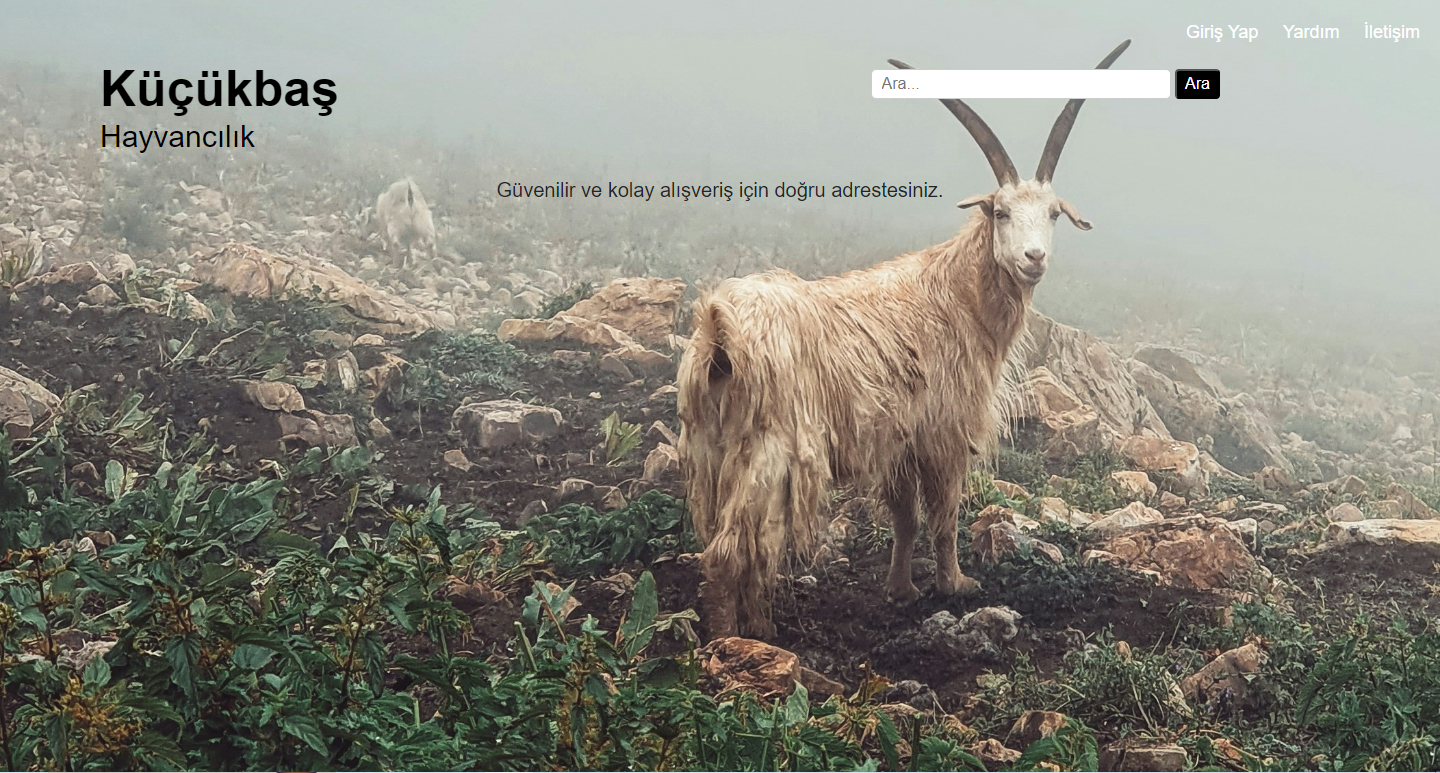 Giriş Yap Yardım İletişim
Küçükbaş
Ara... Ara
Hayvancılık
Güvenilir ve kolay alışveriş için doğru adrestesiniz.